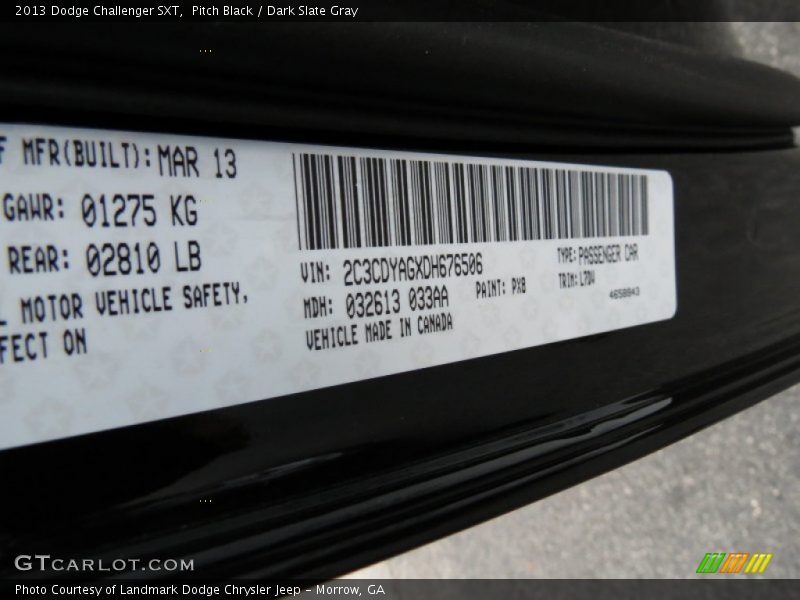 2013 Dodge Challenger SXT,  Pitch Black / Dark Slate Gray
F MFR(BUILT): MAR 13
GAWR: 01275 KG
REAR: 02810 LB
L MOTOR VEHICLE SAFETY,
FECT ON
VIN: 2C3CDYAGXDH676506
MDH: 032613 033AA
VEHICLE MADE IN CANADA
PAINT: PX8
TYPE: PASSENGER CAR
TRIM: L7DV
4658943
GTCARLOT.COM
Photo Courtesy of Landmark Dodge Chrysler Jeep - Morrow, GA